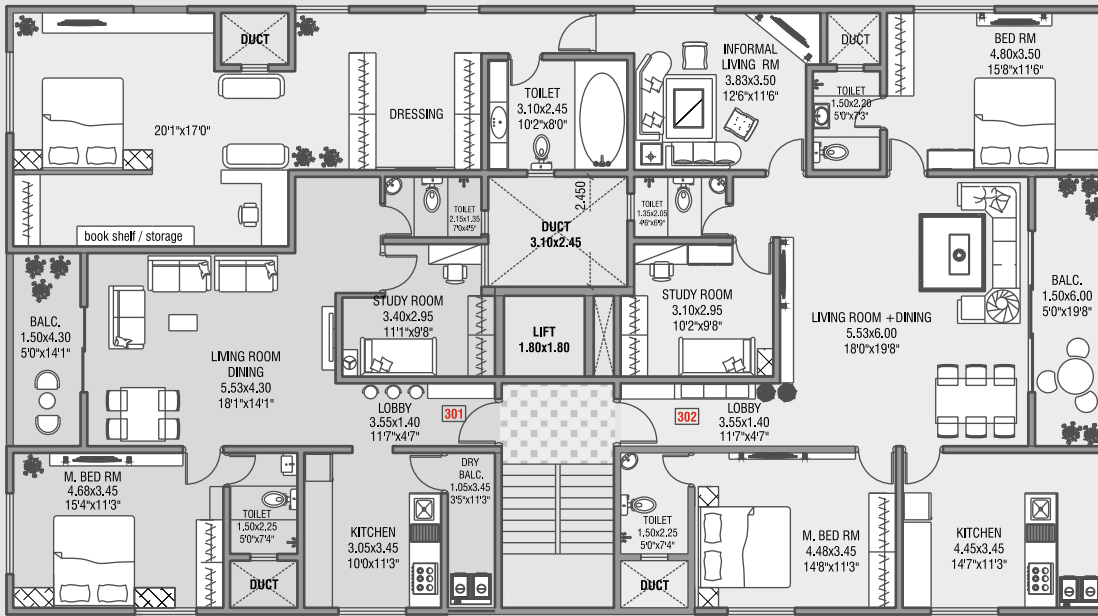 DUCT
20'1"x17'0"
DRESSING
TOILET
3.10x2.45
10'2"x8'0"
INFORMAL
LIVING RM
3.83x3.50
12'6"x11'6"
DUCT
TOILET
1.50x2.20
5'0"x7'3"
BED RM
4.80x3.50
15'8"x11'6"
book shelf / storage
TOILET
2.15x1.35
7'0"x4'5"
DUCT
3.10x2.45
2.450
TOILET
1.35x2.05
4'6"x6'9"
BALC.
1.50x4.30
5'0"x14'1"
LIVING ROOM
DINING
5.53x4.30
18'1"x14'1"
STUDY ROOM
3.40x2.95
11'1"x9'8"
LIFT
1.80x1.80
STUDY ROOM
3.10x2.95
10'2"x9'8"
LIVING ROOM +DINING
5.53x6.00
18'0"x19'8"
BALC.
1.50x6.00
5'0"x19'8"
LOBBY
3.55x1.40
11'7"x4'7"
301
302
LOBBY
3.55x1.40
11'7"x4'7"
M. BED RM
4.68x3.45
15'4"x11'3"
TOILET
1.50x2.25
5'0"x7'4"
DUCT
KITCHEN
3.05x3.45
10'0x11'3"
DRY
BALC.
1.05x3.45
3'5"x11'3"
TOILET
1.50x2.25
5'0"x7'4"
DUCT
M. BED RM
4.48x3.45
14'8"x11'3"
KITCHEN
4.45x3.45
14'7"x11'3"